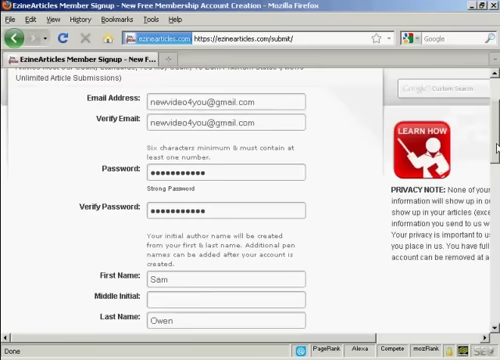 EzineArticles Member Signup - New Free Membership Account Creation - Mozilla Firefox
File Edit View History Bookmarks Tools Help
ezinearticles.com https://ezinearticles.com/submit/ Google
EzineArticles Member Signup - New F...
Unlimited Article Submissions)
Email Address: newvideo4you@gmail.com
Verify Email: newvideo4you@gmail.com
Six characters minimum & must contain at
least one number.
Password: •••••••••••
Strong Password
Verify Password: •••••••••••
Your initial author name will be created
from your first & last name. Additional pen
names can be added after your account is
created.
First Name: Sam
Middle Initial:
Last Name: Owen
Google™ Custom Search
LEARN HOW
PRIVACY NOTE: None of your
information will show up in ou
show up in your articles (exce
information you send to us w
Your privacy is important to u
you place in us. You have full
account can be removed at a
Done PageRank Alexa Compete mozRank